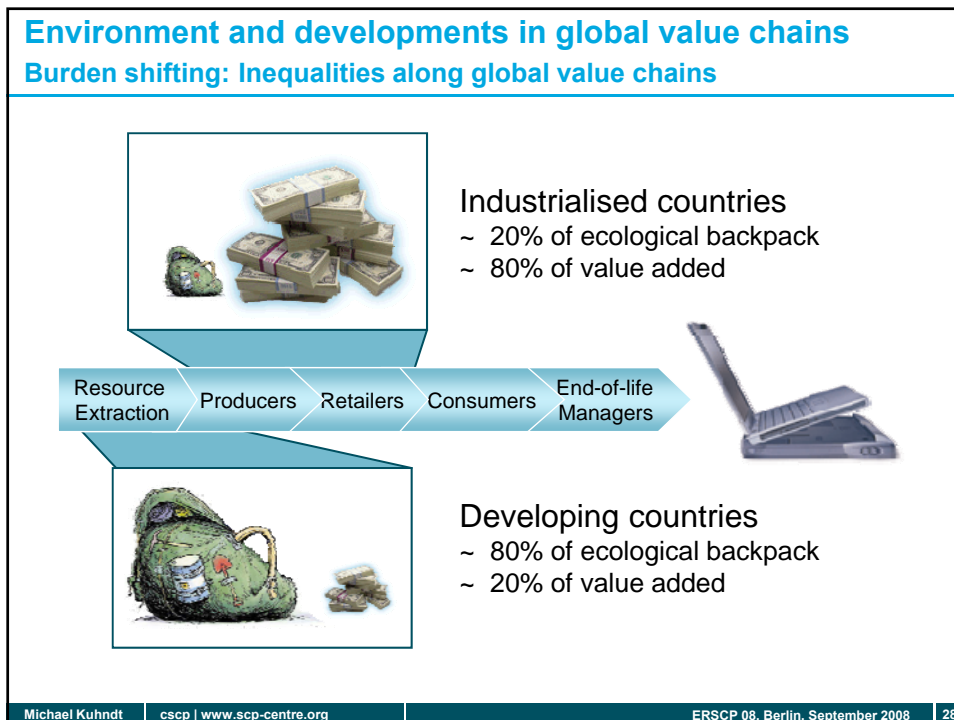 Environment and developments in global value chains
Burden shifting: Inequalities along global value chains
Industrialised countries
~ 20% of ecological backpack
~ 80% of value added
Resource
Extraction
Producers
Retailers
Consumers
End-of-life
Managers
Developing countries
~ 80% of ecological backpack
~ 20% of value added
Michael Kuhndt cscp | www.scp-centre.org ERSCP 08, Berlin, September 2008 28